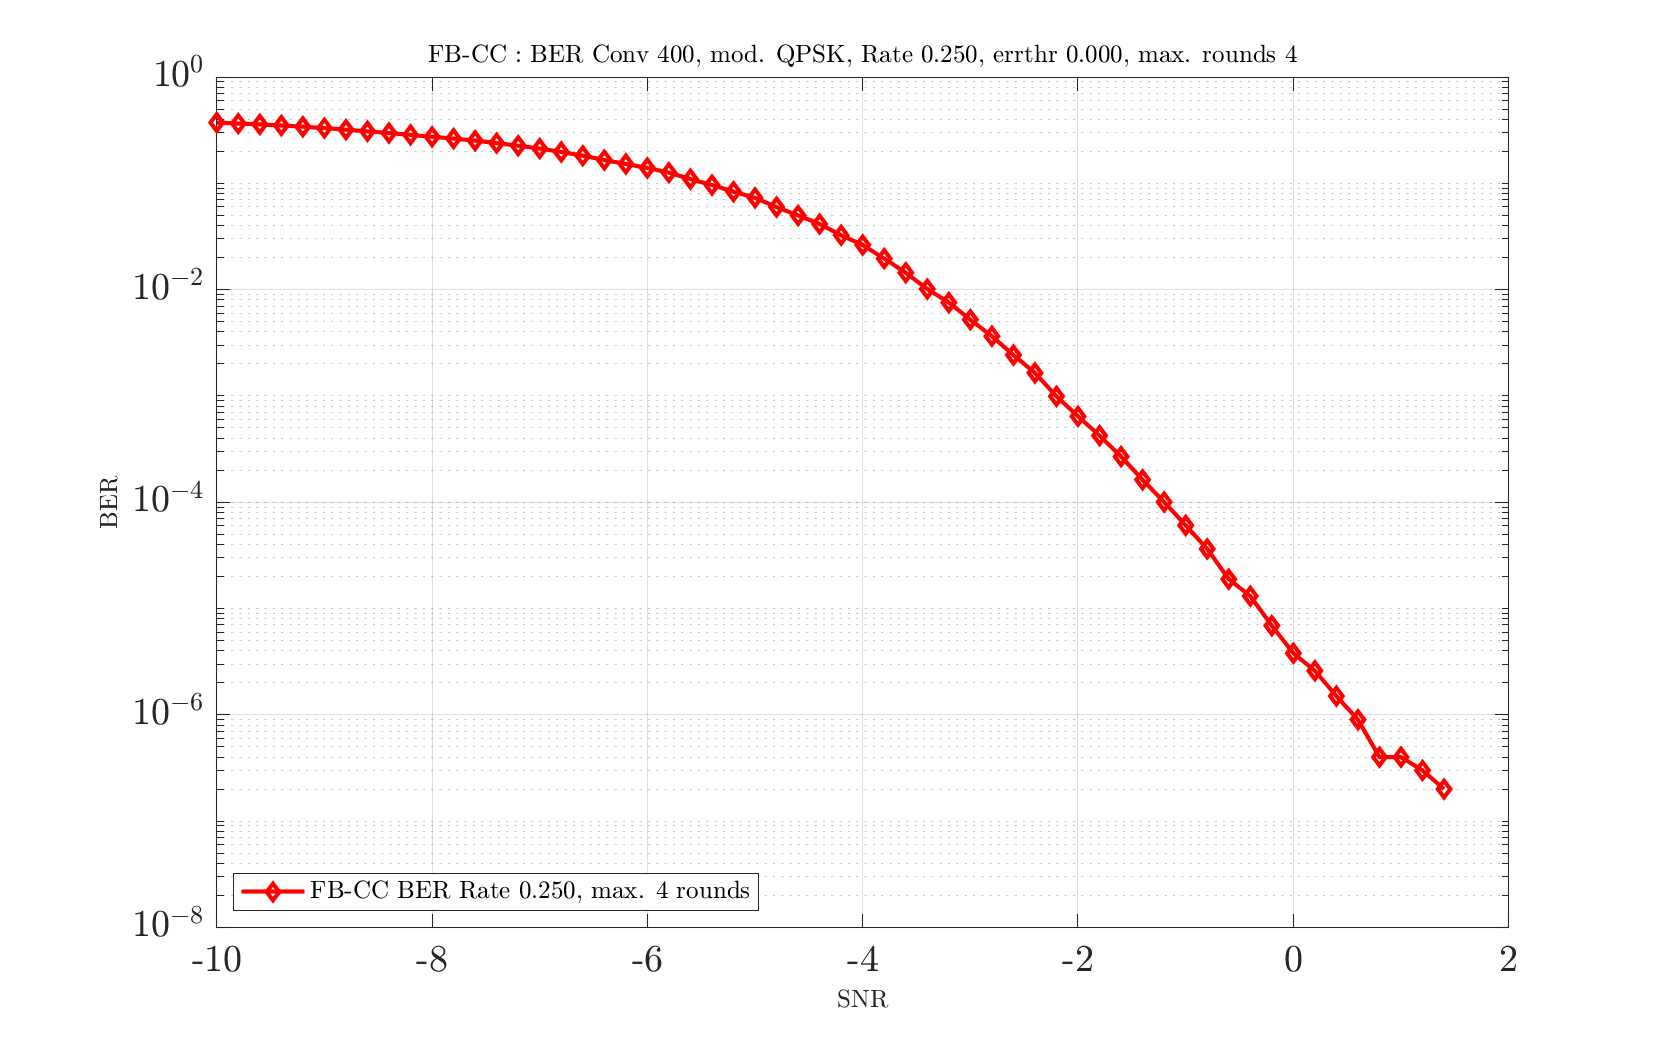 FB-CC : BER Conv 400, mod. QPSK, Rate 0.250, errthr 0.000, max. rounds 4
10^0
10^-2
10^-4
10^-6
10^-8
BER
FB-CC BER Rate 0.250, max. 4 rounds
-10 -8 -6 -4 -2 0 2
SNR